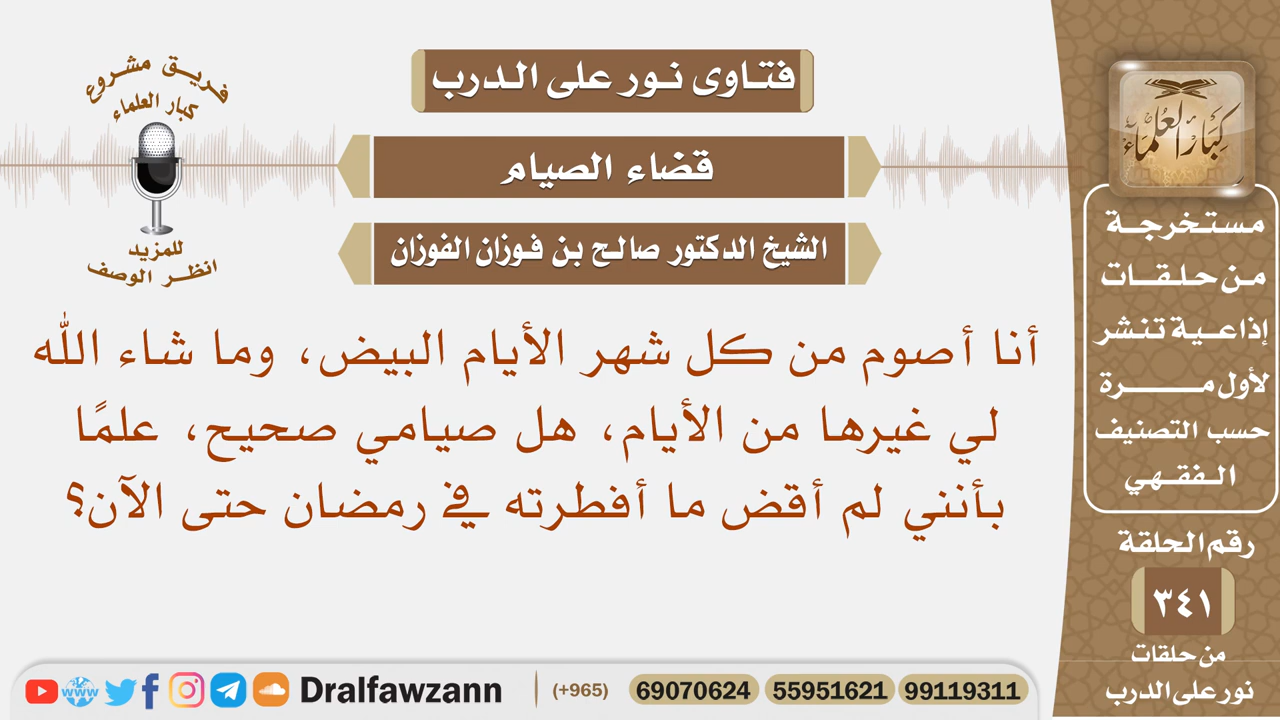 فتاوى نور على الدرب
قضاء الصيام
الشيخ الدكتور صالح بن فوزان الفوزان
أنا أصوم من كل شهر الأيام البيض، وما شاء الله
لي غيرها من الأيام، هل صيامي صحيح، علمًا
بأنني لم أقض ما أفطرته في رمضان حتى الآن؟
كبار العلماء
مستخرجة
من حلقات
إذاعية تنشر
لأول مرة
حسب التصنيف
الفقهي
رقم الحلقة
٣٤١
من حلقات
نور على الدرب
فريق مشروع
كبار العلماء
للمزيد
انظر الوصف
www
Dralfawzann
(+965)
69070624
55951621
99119311